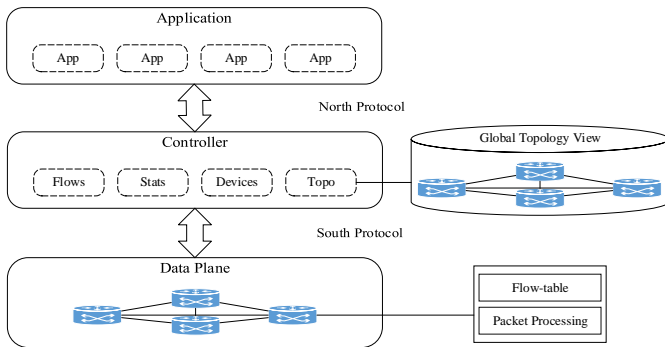 Application
App
App
App
App
North Protocol
Controller
Global Topology View
Flows
Stats
Devices
Topo
South Protocol
Data Plane
Flow-table
Packet Processing